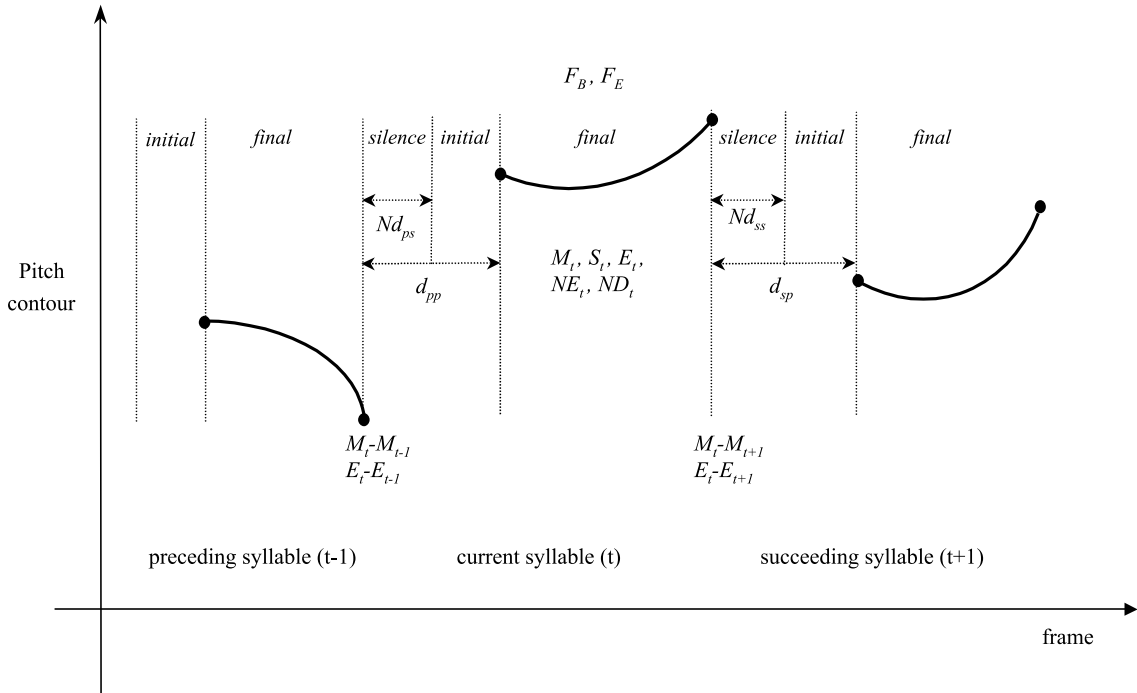 F_B, F_E
initial final silence initial final silence initial final
Nd_ps Nd_ss
M_t, S_t, E_t,
NE_t, ND_t
d_pp d_sp
Pitch
contour
M_t-M_t-1 M_t-M_t+1
E_t-E_t-1 E_t-E_t+1
preceding syllable (t-1) current syllable (t) succeeding syllable (t+1)
frame